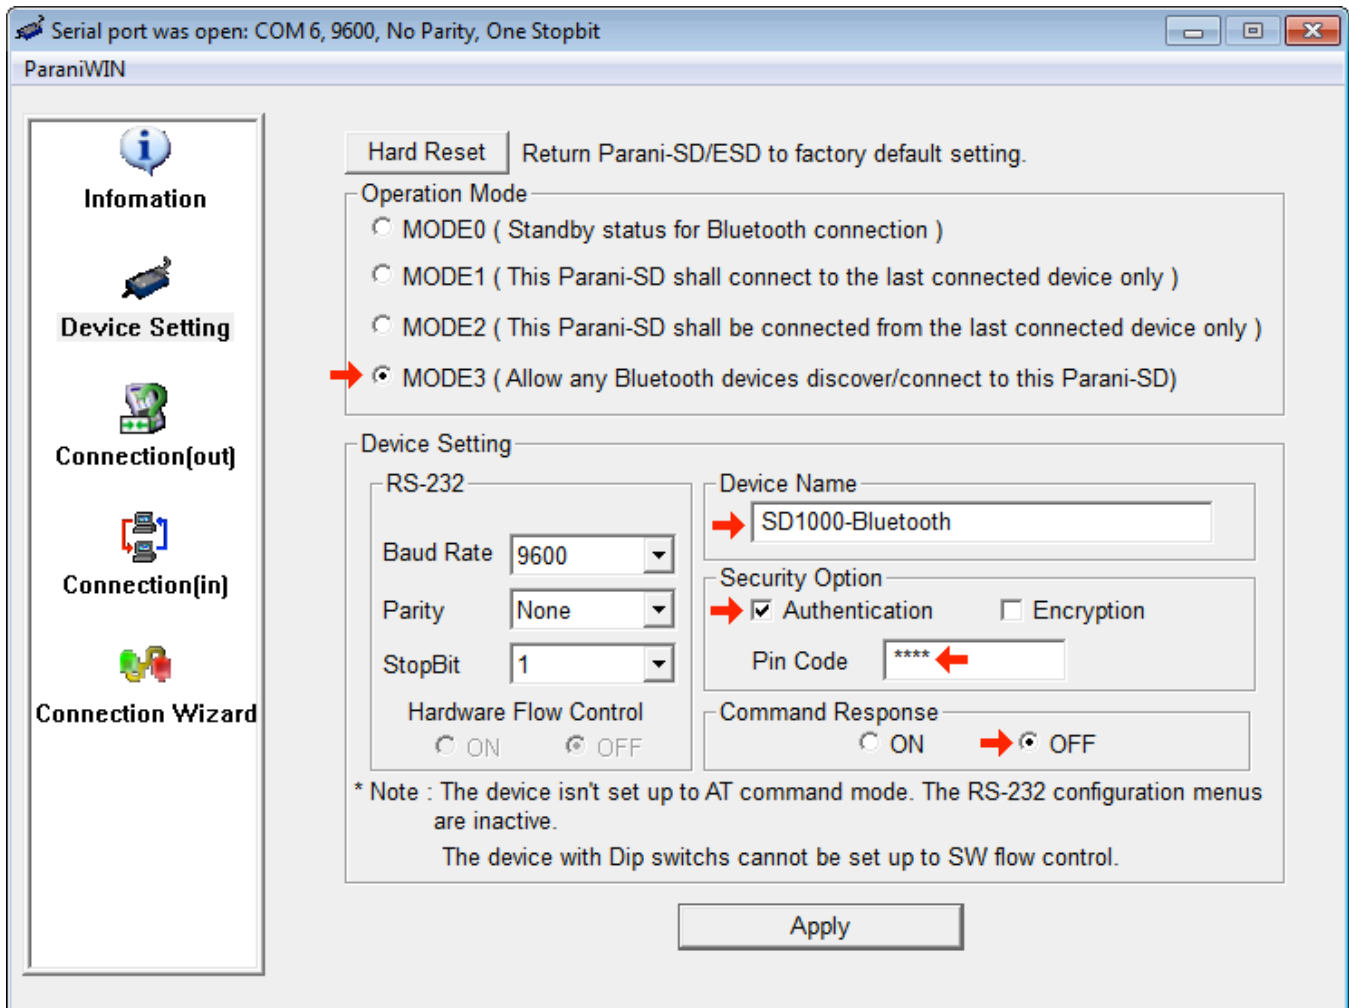 Serial port was open: COM 6, 9600, No Parity, One Stopbit
ParaniWIN
Infomation
Device Setting
Connection(out)
Connection(in)
Connection Wizard
Hard Reset Return Parani-SD/ESD to factory default setting.
Operation Mode
MODE0 ( Standby status for Bluetooth connection )
MODE1 ( This Parani-SD shall connect to the last connected device only )
MODE2 ( This Parani-SD shall be connected from the last connected device only )
MODE3 ( Allow any Bluetooth devices discover/connect to this Parani-SD)
Device Setting
RS-232
Baud Rate 9600
Parity None
StopBit 1
Hardware Flow Control
ON OFF
Device Name
SD1000-Bluetooth
Security Option
Authentication Encryption
Pin Code ****
Command Response
ON OFF
* Note : The device isn't set up to AT command mode. The RS-232 configuration menus
are inactive.
The device with Dip switchs cannot be set up to SW flow control.
Apply